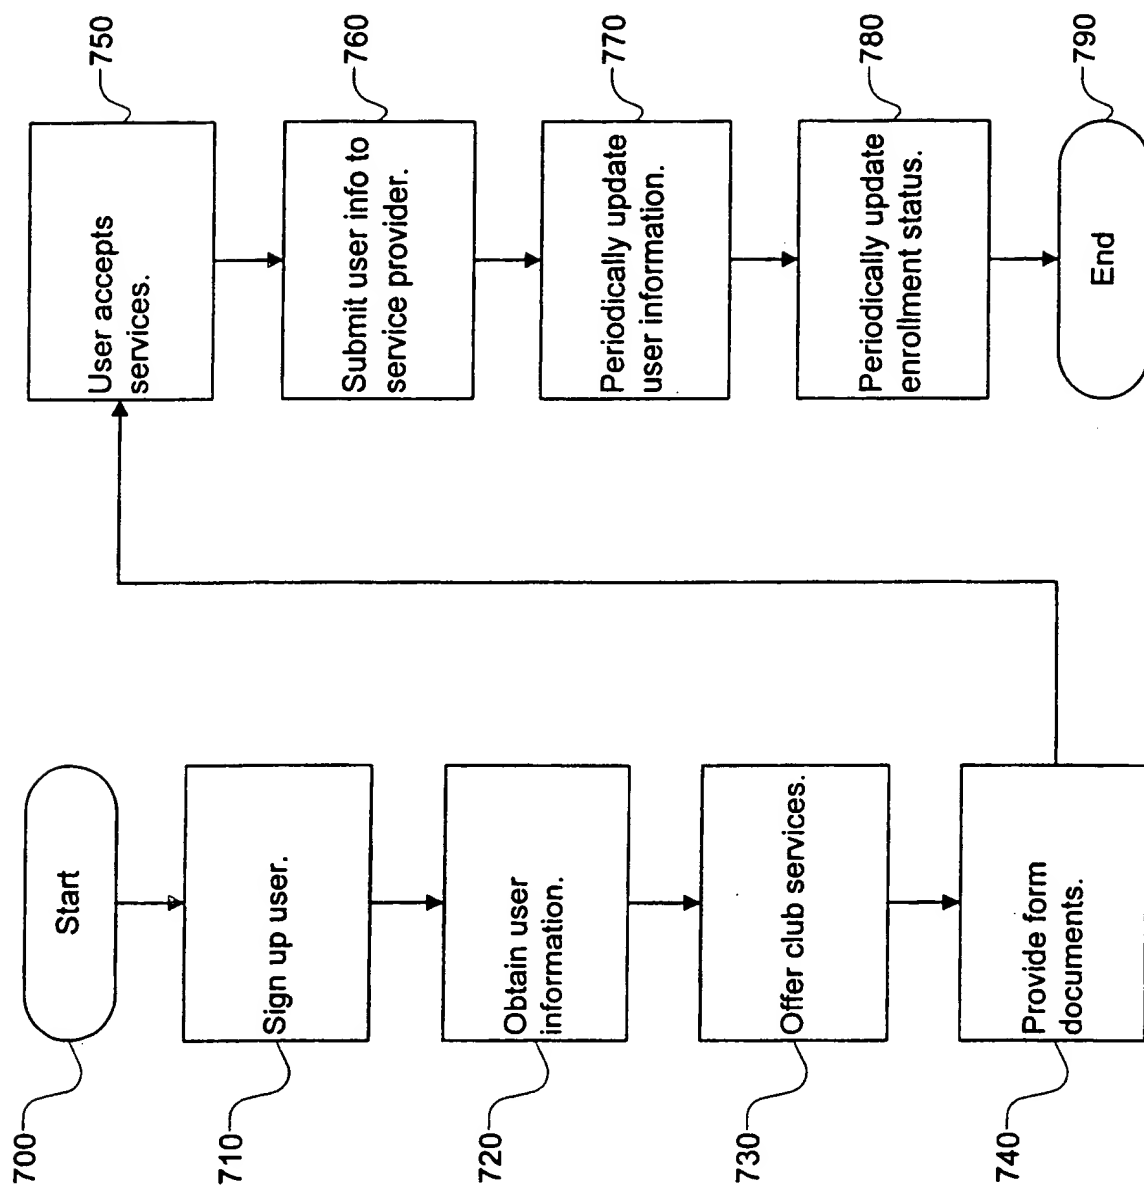 700
Start
710
Sign up user.
720
Obtain user
information.
730
Offer club services.
740
Provide form
documents.
750
User accepts
services.
760
Submit user info to
service provider.
770
Periodically update
user information.
780
Periodically update
enrollment status.
790
End